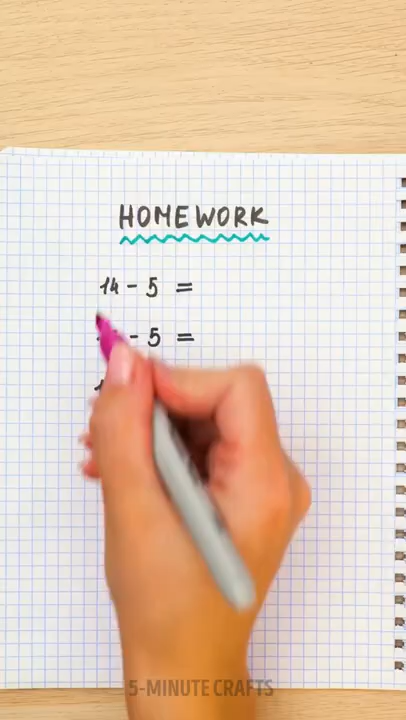 HOMEWORK
14 - 5 =
- 5 =
5-MINUTE CRAFTS